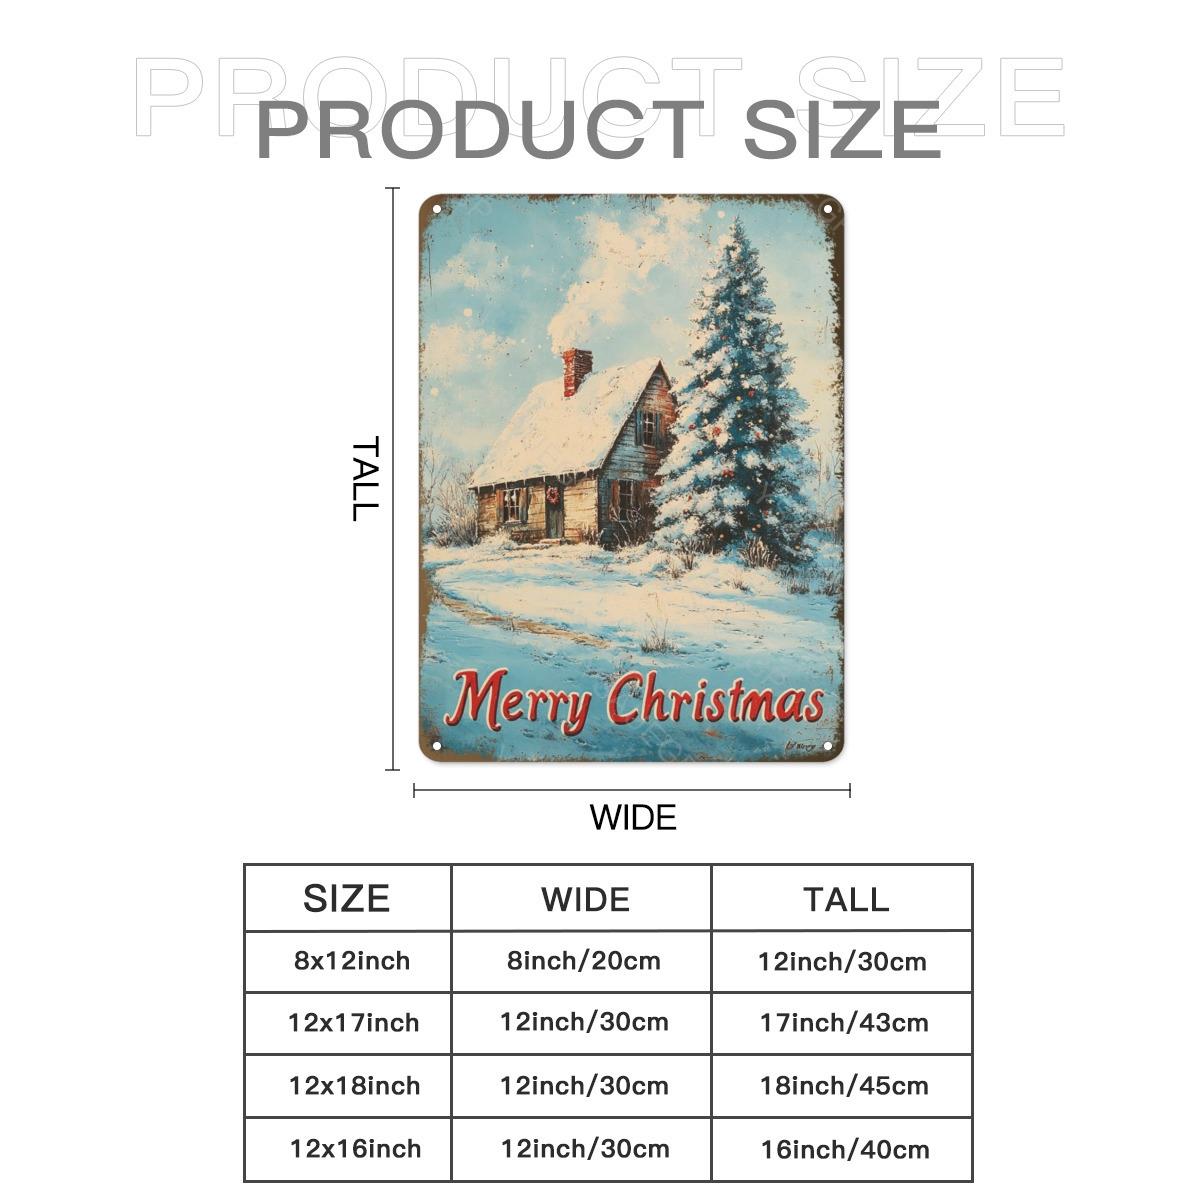 PRODUCT SIZE
PRODUCT SIZE
TALL
Merry Christmas
WIDE
SIZE WIDE TALL
8x12inch 8inch/20cm 12inch/30cm
12x17inch 12inch/30cm 17inch/43cm
12x18inch 12inch/30cm 18inch/45cm
12x16inch 12inch/30cm 16inch/40cm